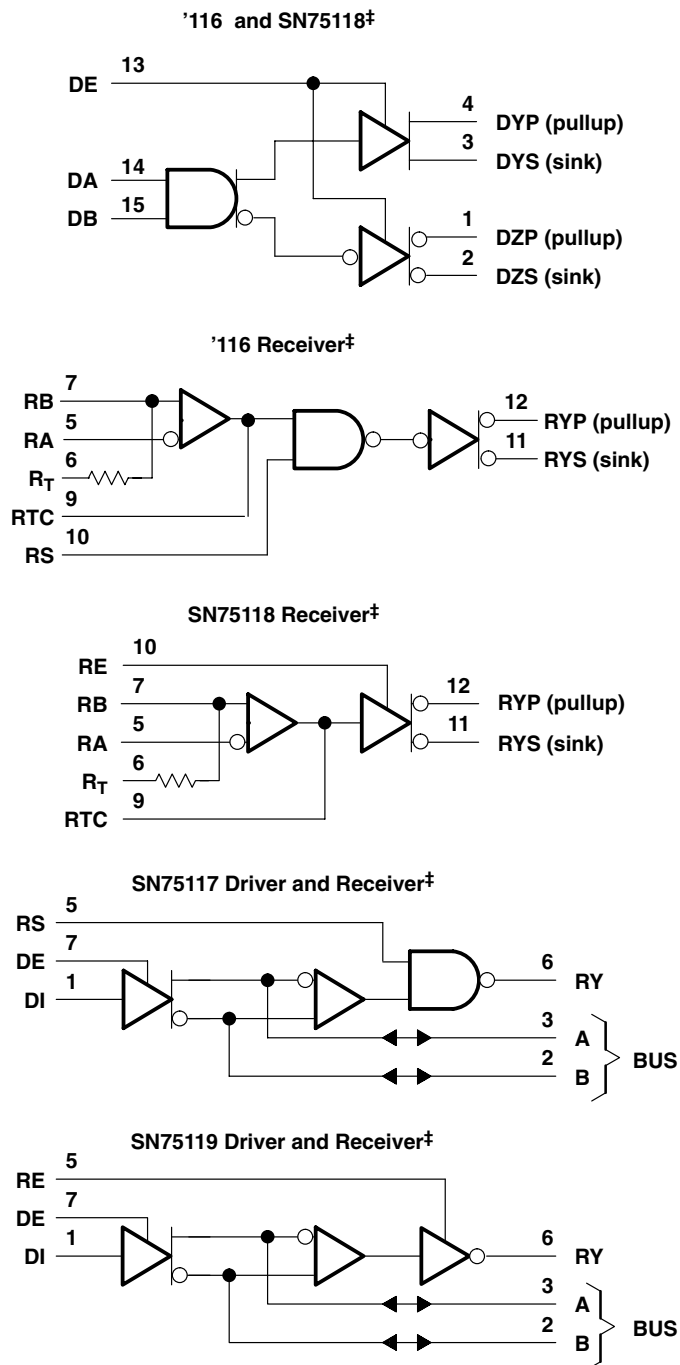 '116 and SN75118‡
DE 13
4 DYP (pullup)
3 DYS (sink)
DA 14
DB 15
1 DZP (pullup)
2 DZS (sink)
'116 Receiver‡
RB 7
RA 5
RT 6
RTC 9
RS 10
12 RYP (pullup)
11 RYS (sink)
SN75118 Receiver‡
RE 10
RB 7
RA 5
RT 6
RTC 9
12 RYP (pullup)
11 RYS (sink)
SN75117 Driver and Receiver‡
RS 5
DE 7
DI 1
6 RY
3 A
2 B
BUS
SN75119 Driver and Receiver‡
RE 5
DE 7
DI 1
6 RY
3 A
2 B
BUS